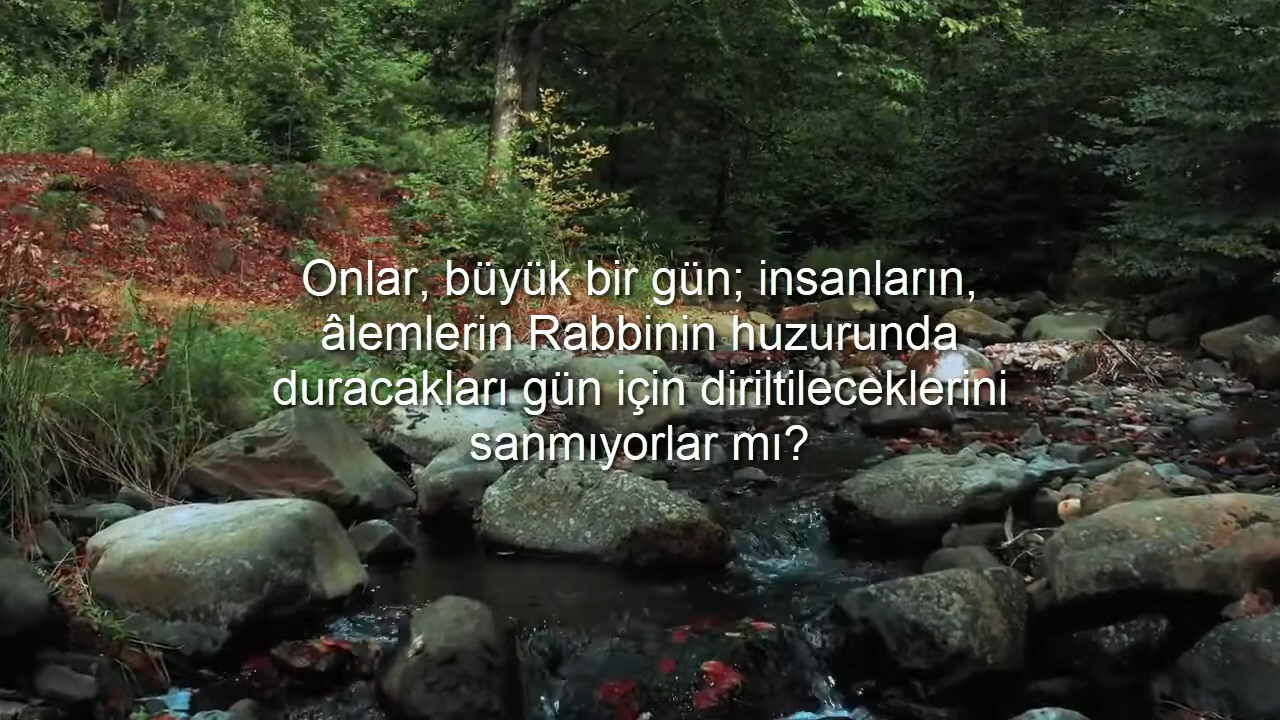 Onlar, büyük bir gün; insanların,
âlemlerin Rabbinin huzurunda
duracakları gün için diriltileceklerini
sanmıyorlar mı?